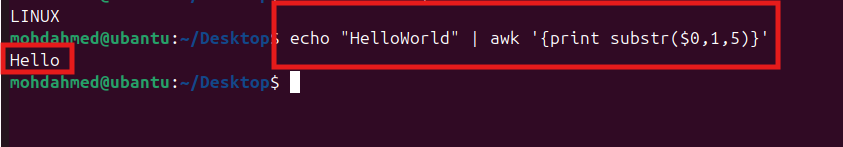 LINUX
mohdahmed@ubantu:~/Desktop$ echo "HelloWorld" | awk '{print substr($0,1,5)}'
Hello
mohdahmed@ubantu:~/Desktop$